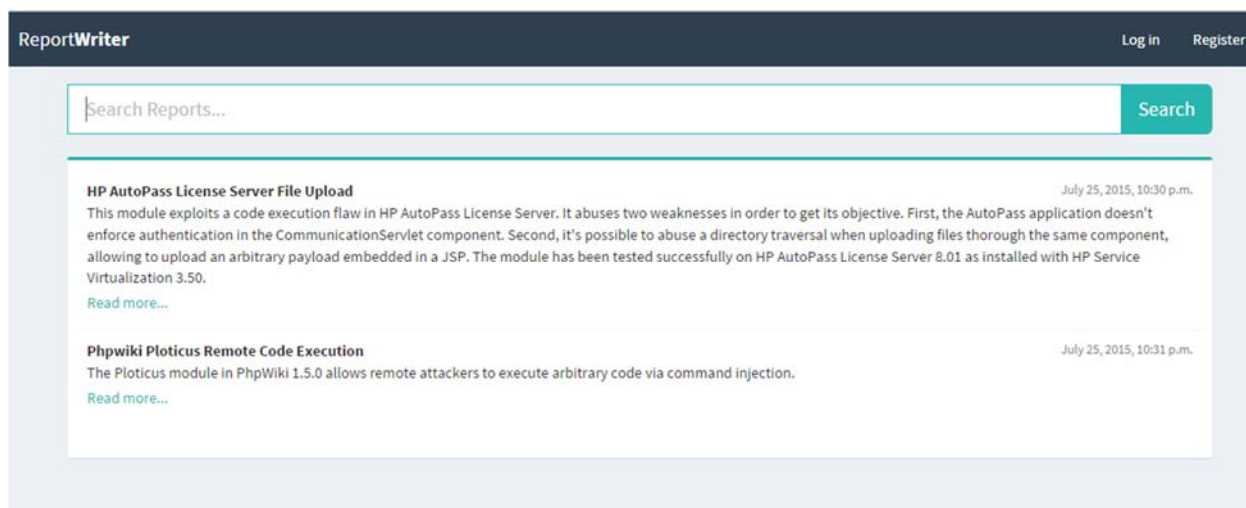 ReportWriter
Log in Register
Search Reports...
Search
HP AutoPass License Server File Upload
July 25, 2015, 10:30 p.m.
This module exploits a code execution flaw in HP AutoPass License Server. It abuses two weaknesses in order to get its objective. First, the AutoPass application doesn't
enforce authentication in the CommunicationServlet component. Second, it's possible to abuse a directory traversal when uploading files thorough the same component,
allowing to upload an arbitrary payload embedded in a JSP. The module has been tested successfully on HP AutoPass License Server 8.01 as installed with HP Service
Virtualization 3.50.
Read more...
Phpwiki Ploticus Remote Code Execution
July 25, 2015, 10:31 p.m.
The Ploticus module in PhpWiki 1.5.0 allows remote attackers to execute arbitrary code via command injection.
Read more...